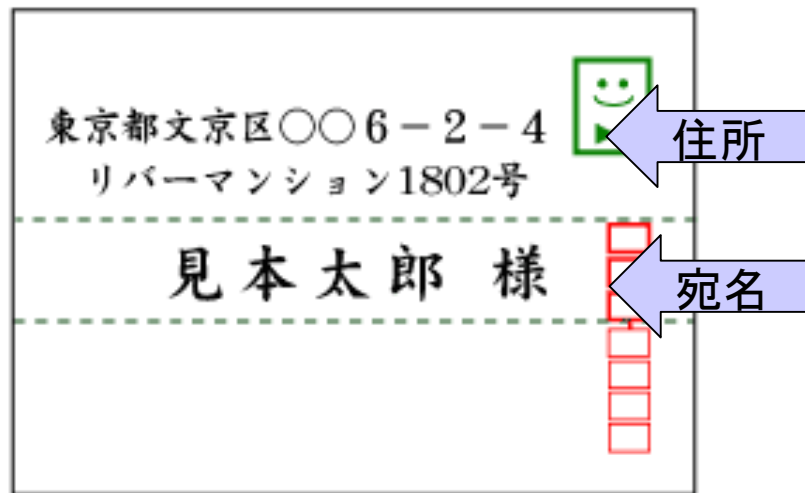 東京都文京区○○６－２－４
リバーマンション1802号
見本太郎 様
住所
宛名